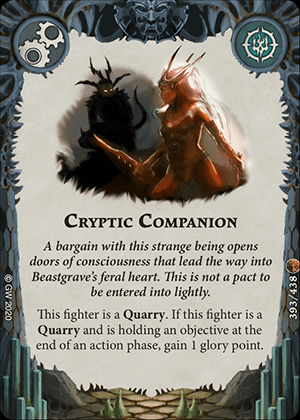 CRYPTIC COMPANION
A bargain with this strange being opens
doors of consciousness that lead the way into
Beastgrave's feral heart. This is not a pact to
be entered into lightly.
This fighter is a Quarry. If this fighter is a
Quarry and is holding an objective at the
end of an action phase, gain 1 glory point.
© GW 2020
393/438